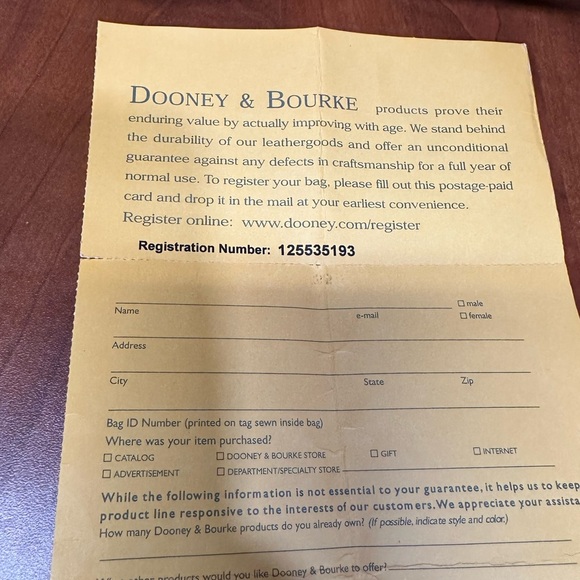 DOONEY & BOURKE products prove their
enduring value by actually improving with age. We stand behind
the durability of our leathergoods and offer an unconditional
guarantee against any defects in craftsmanship for a full year of
normal use. To register your bag, please fill out this postage-paid
card and drop it in the mail at your earliest convenience.
Register online: www.dooney.com/register
Registration Number: 125535193
☐ male
Name e-mail ☐ female
Address
City State Zip
Bag ID Number (printed on tag sewn inside bag)
Where was your item purchased?
☐ CATALOG ☐ DOONEY & BOURKE STORE ☐ GIFT ☐ INTERNET
☐ ADVERTISEMENT ☐ DEPARTMENT/SPECIALTY STORE
While the following information is not essential to your guarantee, it helps us to keep
product line responsive to the interests of our customers. We appreciate your
How many Dooney & Bourke products do you already own? (If possible, indicate style and color.)
products would you like Dooney & Bourke to offer?